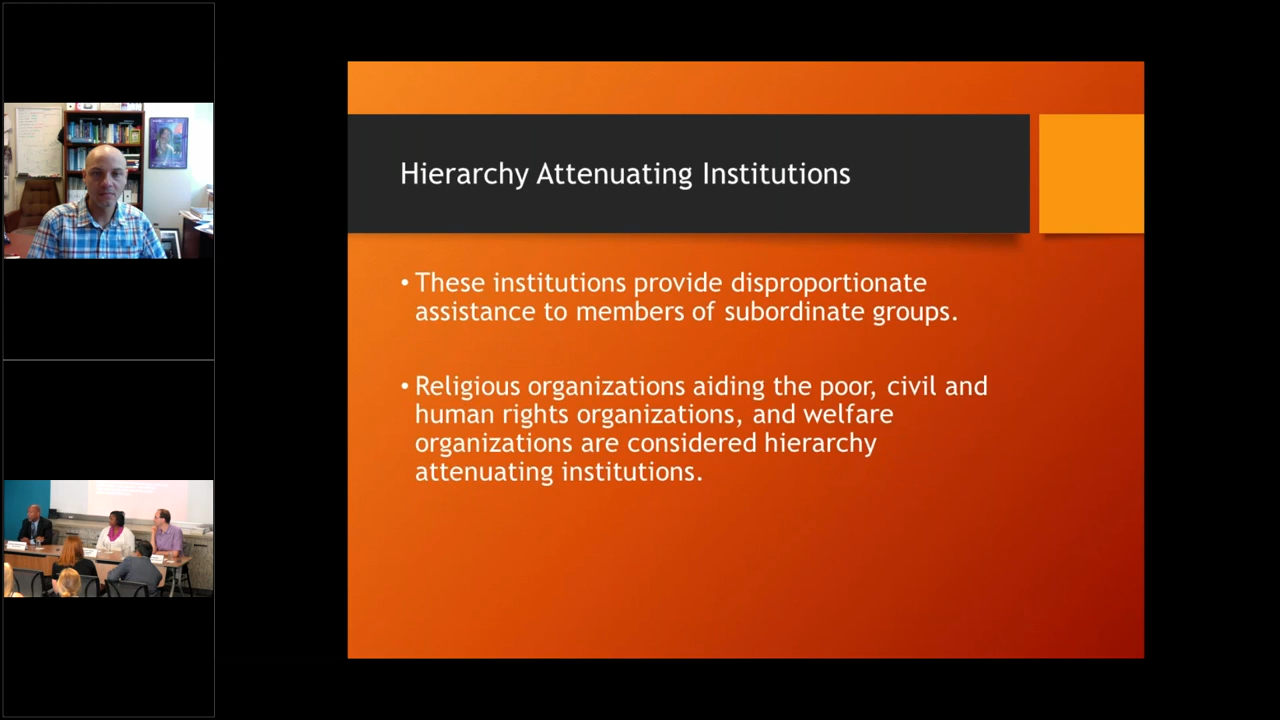 Hierarchy Attenuating Institutions
• These institutions provide disproportionate
assistance to members of subordinate groups.
• Religious organizations aiding the poor, civil and
human rights organizations, and welfare
organizations are considered hierarchy
attenuating institutions.